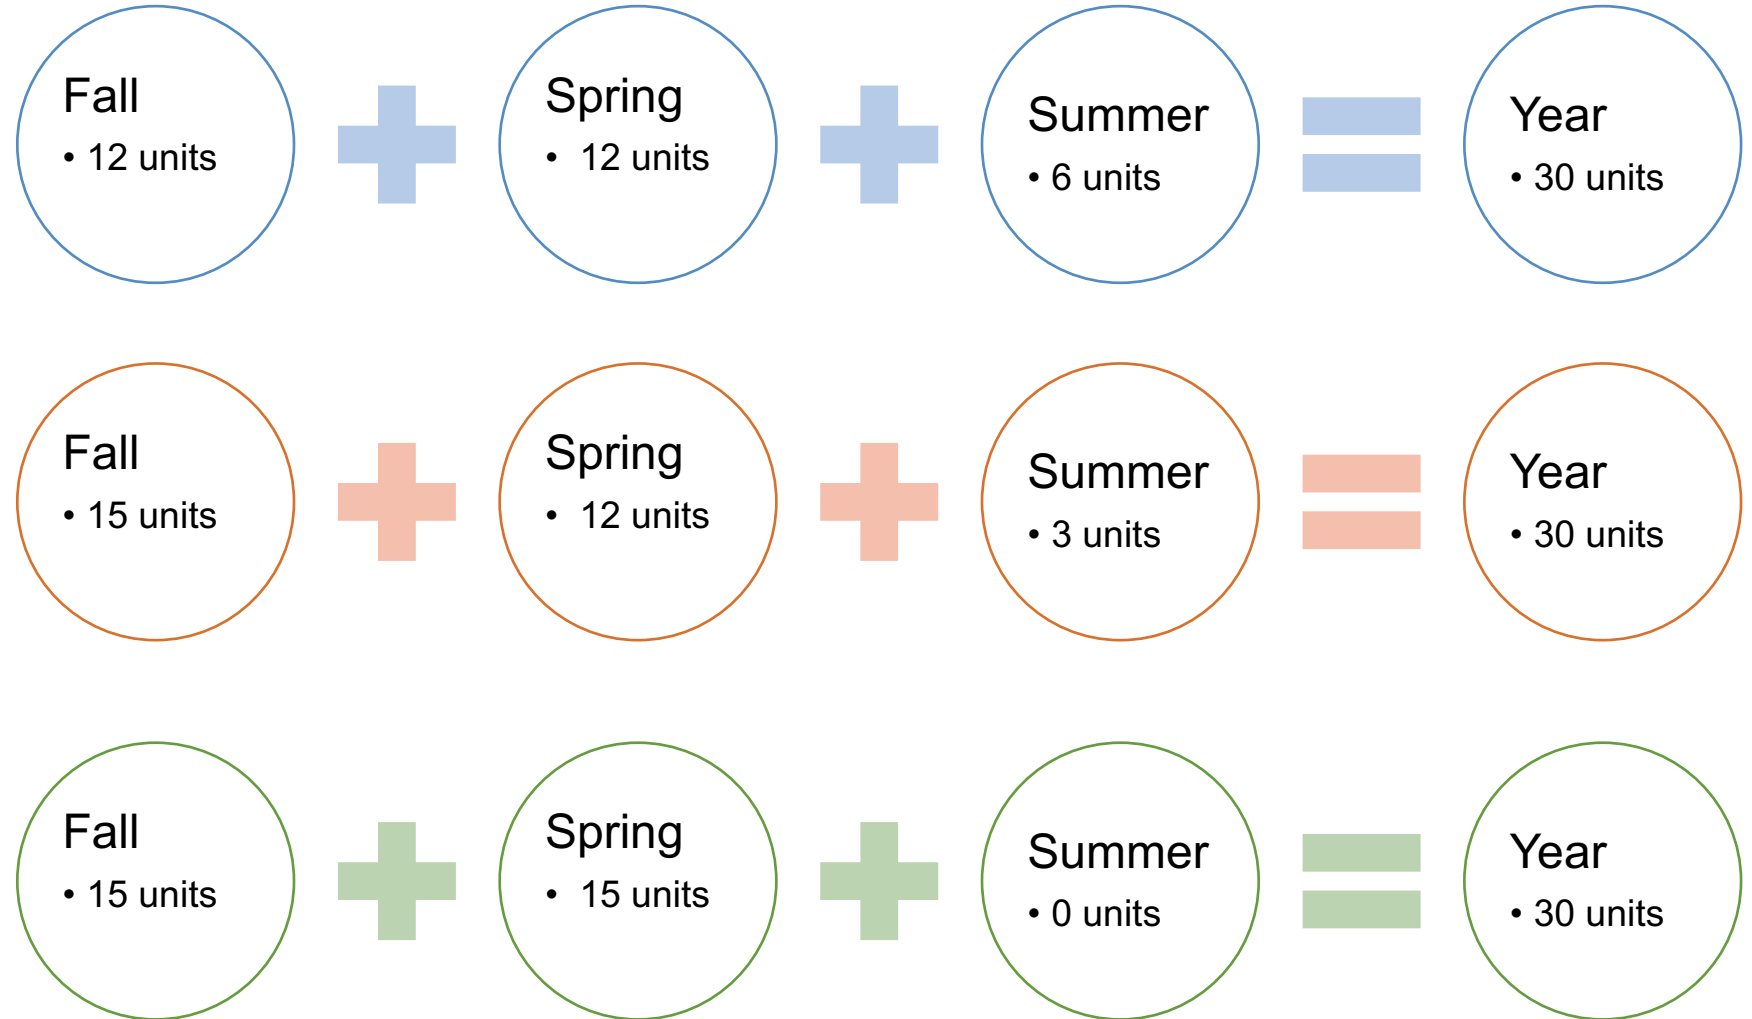 Fall
• 12 units
Spring
• 12 units
Summer
• 6 units
Year
• 30 units
Fall
• 15 units
Spring
• 12 units
Summer
• 3 units
Year
• 30 units
Fall
• 15 units
Spring
• 15 units
Summer
• 0 units
Year
• 30 units